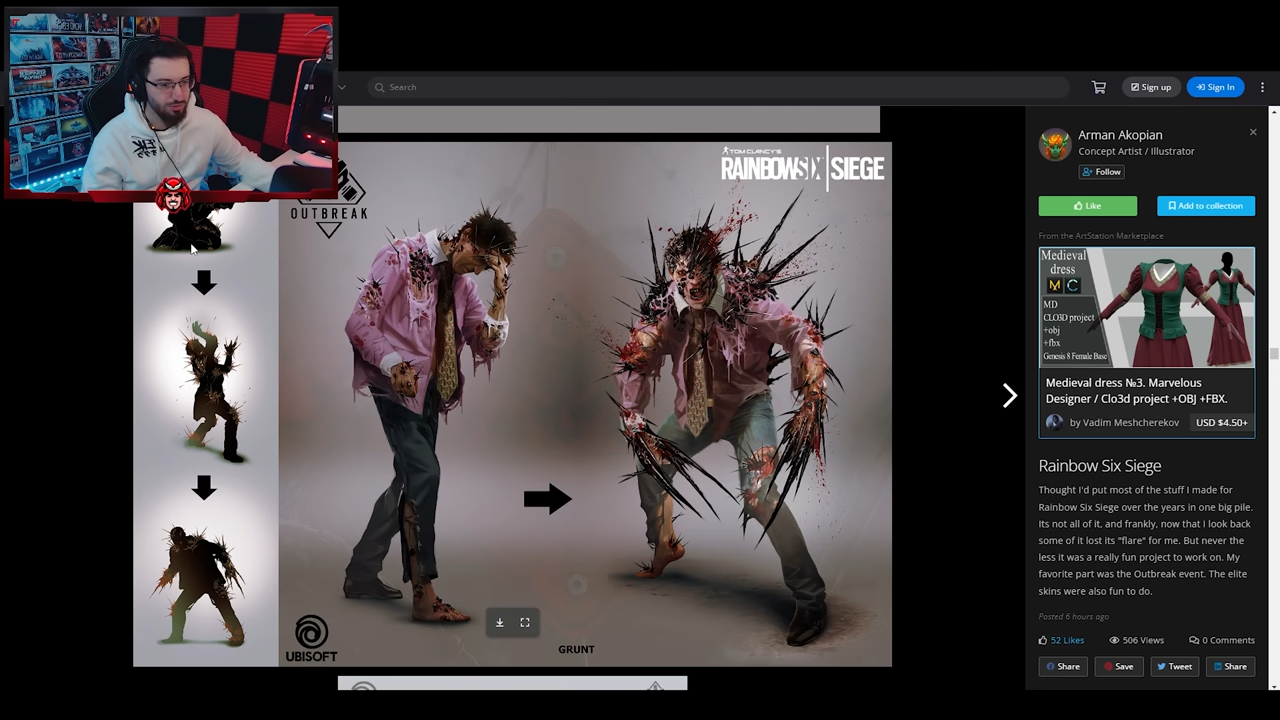 Search
Sign up
Sign In
TOM CLANCY'S
RAINBOWSIX|SIEGE
OUTBREAK
UBISOFT
GRUNT
Arman Akopian
Concept Artist / Illustrator
Follow
Like
Add to collection
From the ArtStation Marketplace
Medieval
dress
M C
MD
CLO3D project
+obj
+fbx
Genesis 8 Female Base
Medieval dress №3. Marvelous
Designer / Clo3d project +OBJ +FBX.
by Vadim Meshcherekov
USD $4.50+
Rainbow Six Siege
Thought I'd put most of the stuff I made for
Rainbow Six Siege over the years in one big pile.
Its not all of it, and frankly, now that I look back
some of it lost its "flare" for me. But never the
less it was a really fun project to work on. My
favorite part was the Outbreak event. The elite
skins were also fun to do.
Posted 6 hours ago
52 Likes
506 Views
0 Comments
Share
Save
Tweet
Share